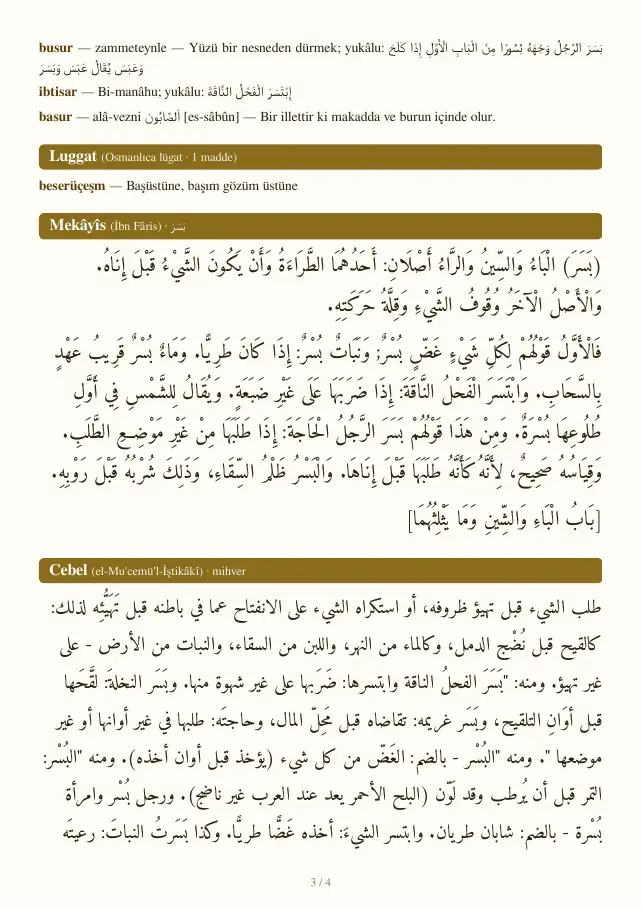 busur — zammeteynle — Yüzü bir nesneden dürmek; yukâlu: بَسَرَ الرَّجُلُ وَجْهَهُ بُسُورًا مِنَ الْبَابِ الْأَوَّلِ إِذَا كَلَحَ
وَعَبَسَ يُقَالُ عَبَسَ وَبَسَرَ
ibtisar — Bi-manâhu; yukâlu: اِبْتَسَرَ الْفَحْلُ النَّاقَةَ
basur — alâ-vezni اَلصَّابُون [es-sâbûn] — Bir illettir ki makadda ve burun içinde olur.
Luggat (Osmanlıca lügat · 1 madde)
beserüçeşm — Başüstüne, başım gözüm üstüne
Mekâyîs (İbn Fâris) · بَسَرَ
(بَسَرَ) الْبَاءُ وَالسِّينُ وَالرَّاءُ أَصْلَانِ: أَحَدُهُمَا الطَّرَاءَةُ وَأَنْ يَكُونَ الشَّيْءُ قَبْلَ إِنَاهُ.
وَالْأَصْلُ الْآخَرُ وُقُوفُ الشَّيْءِ وَقِلَّةُ حَرَكَتِهِ.
فَالْأَوَّلُ قَوْلُهُمْ لِكُلِّ شَيْءٍ غَضٍّ بُسْرٌ; وَنَبَاتٌ بُسْرٌ: إِذَا كَانَ طَرِيًّا. وَمَاءٌ بُسْرٌ قَرِيبُ عَهْدٍ
بِالسَّحَابِ. وَابْتَسَرَ الْفَحْلُ النَّاقَةَ: إِذَا ضَرَبَهَا عَلَى غَيْرِ ضَبَعَةٍ. وَيُقَالُ لِلشَّمْسِ فِي أَوَّلِ
طُلُوعِهَا بُسْرَةٌ. وَمِنْ هَذَا قَوْلُهُمْ بَسَرَ الرَّجُلُ الْحَاجَةَ: إِذَا طَلَبَهَا مِنْ غَيْرِ مَوْضِعِ الطَّلَبِ.
وَقِيَاسُهُ صَحِيحٌ، لِأَنَّهُ كَأَنَّهُ طَلَبَهَا قَبْلَ إِنَاهَا. وَالْبَسْرُ ظَلْمُ السِّقَاءِ، وَذَلِكَ شُرْبُهُ قَبْلَ رَوْبِهِ.
[بَابُ الْبَاءِ وَالشِّينِ وَمَا يَثْلِثُهُمَا]
Cebel (el-Mu'cemü'l-İştikâkî) · mihver
طلب الشيء قبل تهيؤ ظروفه، أو استكراه الشيء على الانفتاح عما في باطنه قبل تَهَيُّئِه لذلك:
كالقيح قبل نُضْج الدمل، وكالماء من النهر، واللبن من السقاء، والنبات من الأرض - على
غير تهيؤ. ومنه: "بَسَرَ الفحلُ الناقة وابتسرها: ضَرَبها على غير شهوة منها. وبَسَر النخلةَ: لقَّحَها
قبل أوَانِ التلقيح، وبَسَر غريمه: تقاضاه قبل مَحِلّ المال، وحاجتَه: طلبها في غير أوانها أو غير
موضعها ". ومنه "البُسْر - بالضم: الغَضّ من كل شيء (يؤخذ قبل أوان أخذه). ومنه "البُسْر:
التمر قبل أن يُرطب وقد لَوّن (البلح الأحمر يعد عند العرب غير ناضج). ورجل بُسْر وامرأة
بُسْرة - بالضم: شابان طريان. وابتسر الشيءَ: أخذه غَضًّا طريًّا. وكذا بَسَرتُ النباتَ: رعيتَه
3 / 4